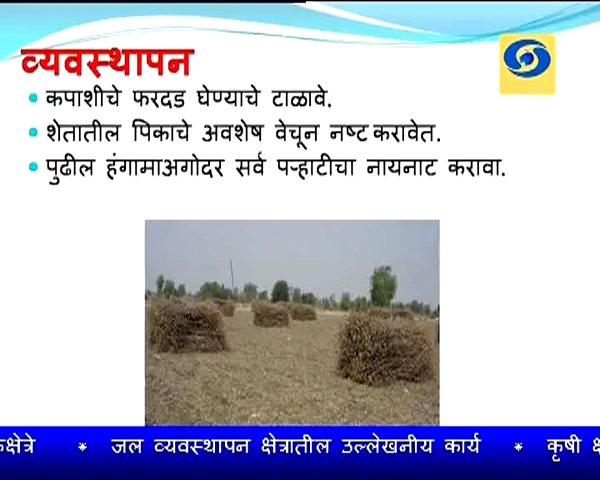 व्यवस्थापन
कपाशीचे फरदड घेण्याचे टाळावे.
शेतातील पिकाचे अवशेष वेचून नष्ट करावेत.
पुढील हंगामाअगोदर सर्व पऱ्हाटीचा नायनाट करावा.
* जल व्यवस्थापन क्षेत्रातील उल्लेखनीय कार्य * कृषी